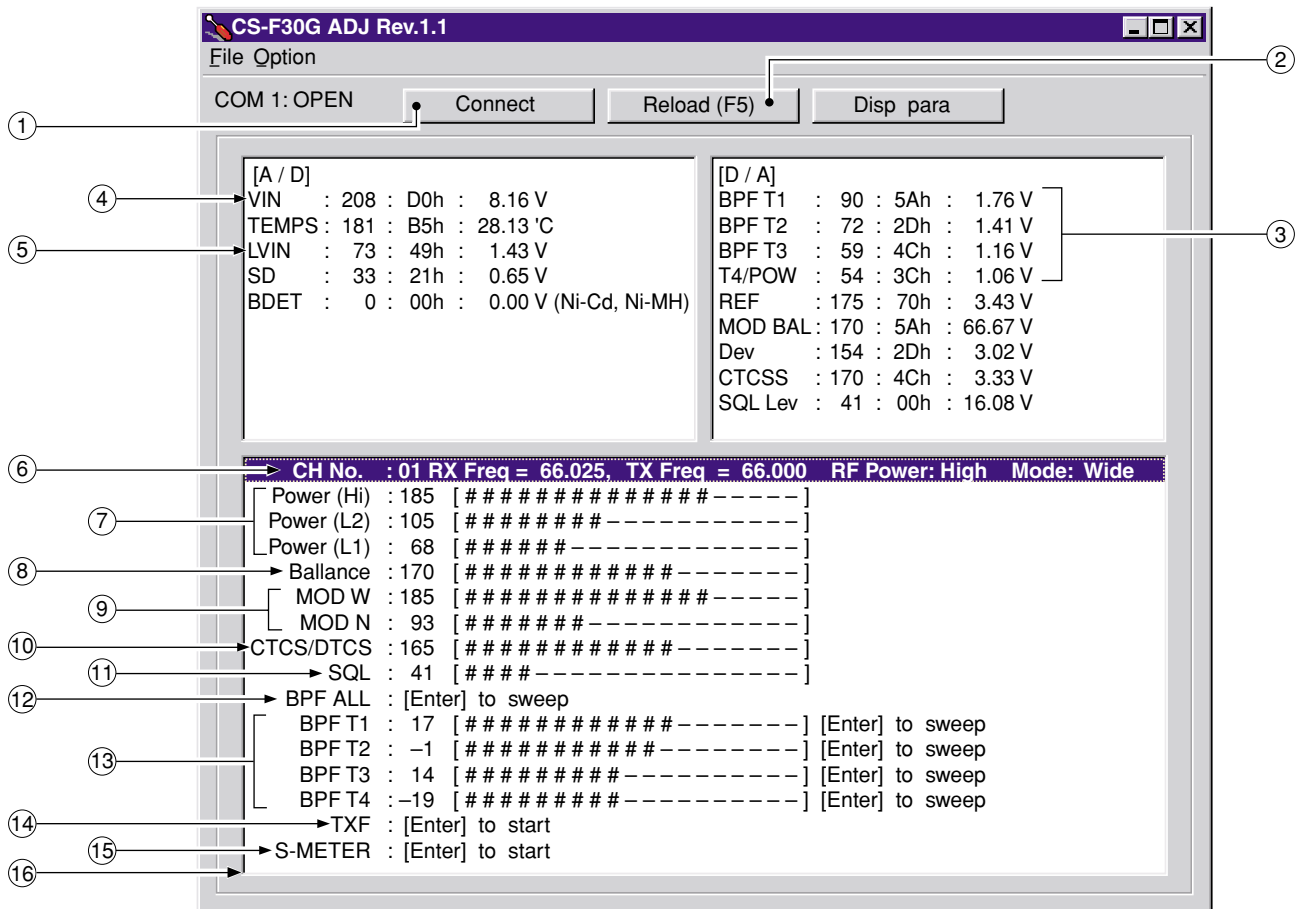 CS-F30G ADJ Rev.1.1
File Option
②
COM 1: OPEN Connect Reload (F5) Disp para
①
[A / D] [D / A]
④ VIN : 208 : D0h : 8.16 V BPF T1 : 90 : 5Ah : 1.76 V
TEMPS : 181 : B5h : 28.13 'C BPF T2 : 72 : 2Dh : 1.41 V ③
⑤ LVIN : 73 : 49h : 1.43 V BPF T3 : 59 : 4Ch : 1.16 V
SD : 33 : 21h : 0.65 V T4/POW : 54 : 3Ch : 1.06 V
BDET : 0 : 00h : 0.00 V (Ni-Cd, Ni-MH) REF : 175 : 70h : 3.43 V
MOD BAL : 170 : 5Ah : 66.67 V
Dev : 154 : 2Dh : 3.02 V
CTCSS : 170 : 4Ch : 3.33 V
SQL Lev : 41 : 00h : 16.08 V
⑥ CH No. : 01 RX Freq = 66.025, TX Freq = 66.000 RF Power: High Mode: Wide
Power (Hi) : 185 [ # # # # # # # # # # # # # # – – – – – ]
⑦ Power (L2) : 105 [ # # # # # # # # – – – – – – – – – – – ]
Power (L1) : 68 [ # # # # # # – – – – – – – – – – – – – ]
⑧ Ballance : 170 [ # # # # # # # # # # # # – – – – – – – ]
MOD W : 185 [ # # # # # # # # # # # # # # – – – – – ]
⑨ MOD N : 93 [ # # # # # # # – – – – – – – – – – – – ]
⑩ CTCS/DTCS : 165 [ # # # # # # # # # # # # – – – – – – – ]
⑪ SQL : 41 [ # # # # – – – – – – – – – – – – – – – ]
⑫ BPF ALL : [Enter] to sweep
BPF T1 : 17 [ # # # # # # # # # # # # – – – – – – – ] [Enter] to sweep
BPF T2 : –1 [ # # # # # # # # # # # – – – – – – – – ] [Enter] to sweep
⑬ BPF T3 : 14 [ # # # # # # # # # – – – – – – – – – – ] [Enter] to sweep
BPF T4 : –19 [ # # # # # # # # # – – – – – – – – – – ] [Enter] to sweep
⑭ TXF : [Enter] to start
⑮ S-METER : [Enter] to start
⑯